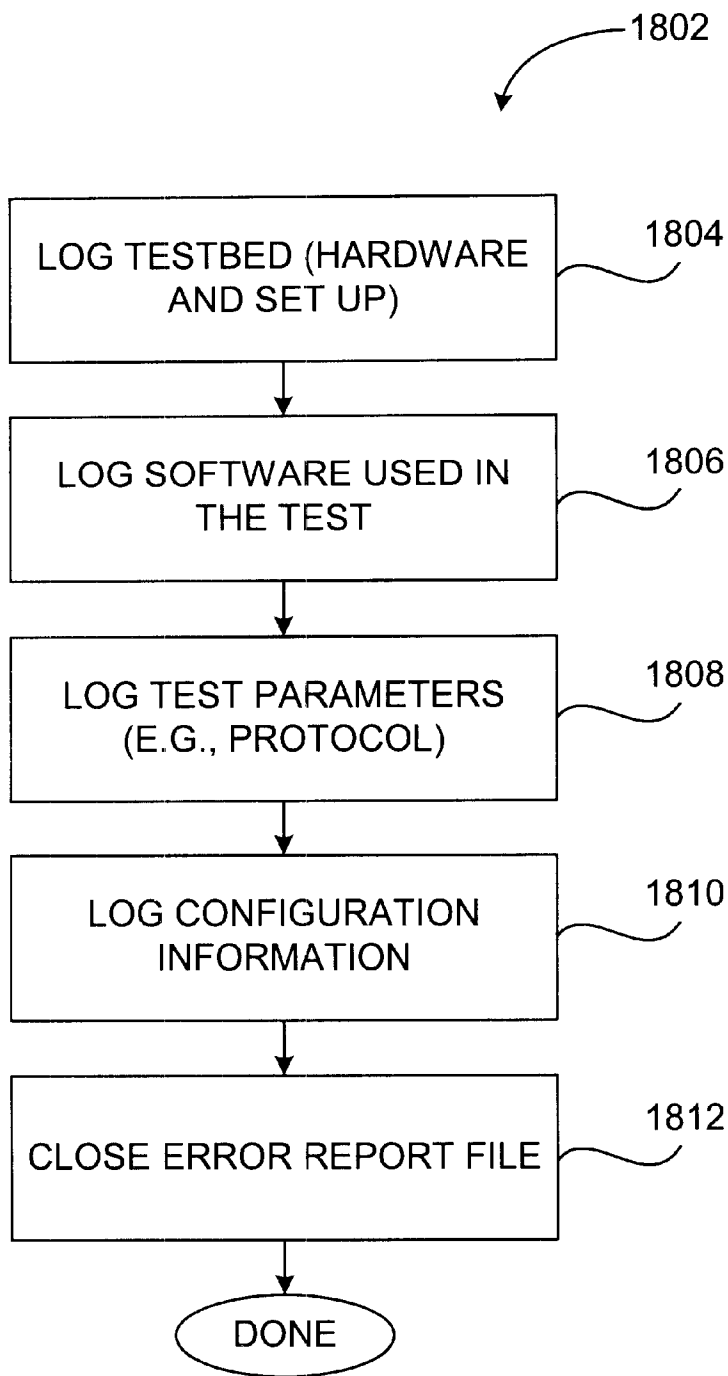 1802
LOG TESTBED (HARDWARE
AND SET UP)
1804
LOG SOFTWARE USED IN
THE TEST
1806
LOG TEST PARAMETERS
(E.G., PROTOCOL)
1808
LOG CONFIGURATION
INFORMATION
1810
CLOSE ERROR REPORT FILE
1812
DONE